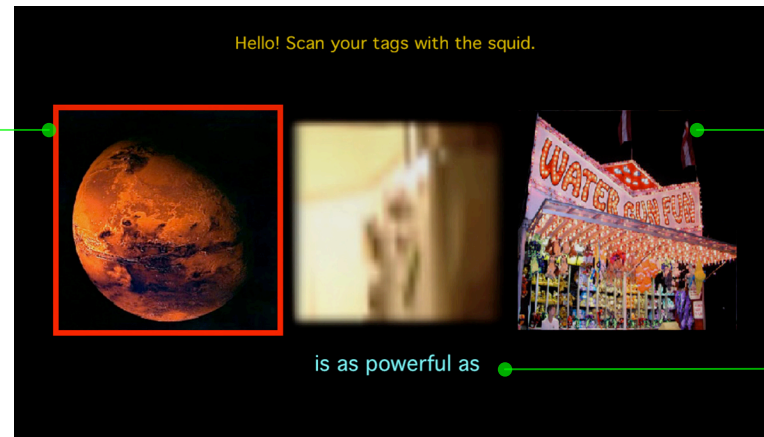 Hello! Scan your tags with the squid.
WATER GUN FUN
is as powerful as